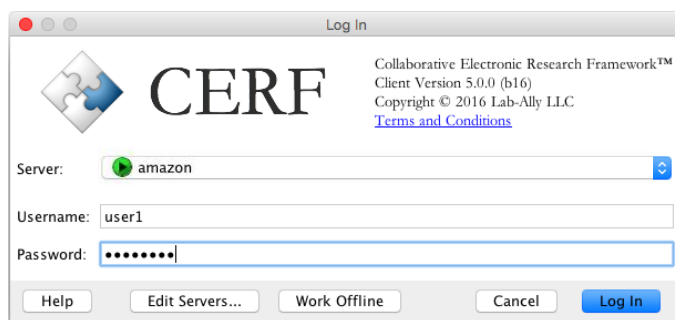 Log In
CERF
Collaborative Electronic Research Framework™
Client Version 5.0.0 (b16)
Copyright © 2016 Lab-Ally LLC
Terms and Conditions
Server: amazon
Username: user1
Password: ••••••••
Help Edit Servers... Work Offline Cancel Log In